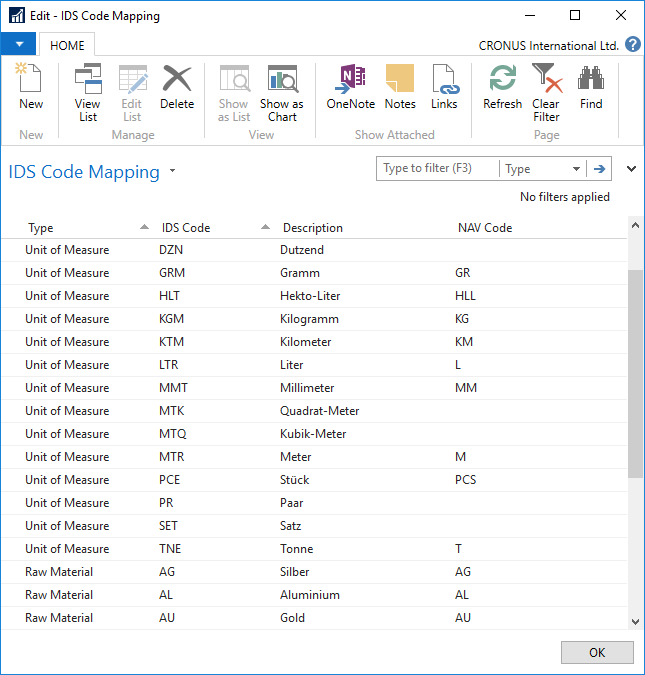 Edit - IDS Code Mapping
HOME
CRONUS International Ltd.
New
View List
Edit List
Delete
Show as List
Show as Chart
OneNote
Notes
Links
Refresh
Clear Filter
Find
New
Manage
View
Show Attached
Page
IDS Code Mapping
Type to filter (F3)
Type
No filters applied
Type IDS Code Description NAV Code
Unit of Measure DZN Dutzend
Unit of Measure GRM Gramm GR
Unit of Measure HLT Hekto-Liter HLL
Unit of Measure KGM Kilogramm KG
Unit of Measure KTM Kilometer KM
Unit of Measure LTR Liter L
Unit of Measure MMT Millimeter MM
Unit of Measure MTK Quadrat-Meter
Unit of Measure MTQ Kubik-Meter
Unit of Measure MTR Meter M
Unit of Measure PCE Stück PCS
Unit of Measure PR Paar
Unit of Measure SET Satz
Unit of Measure TNE Tonne T
Raw Material AG Silber AG
Raw Material AL Aluminium AL
Raw Material AU Gold AU
OK